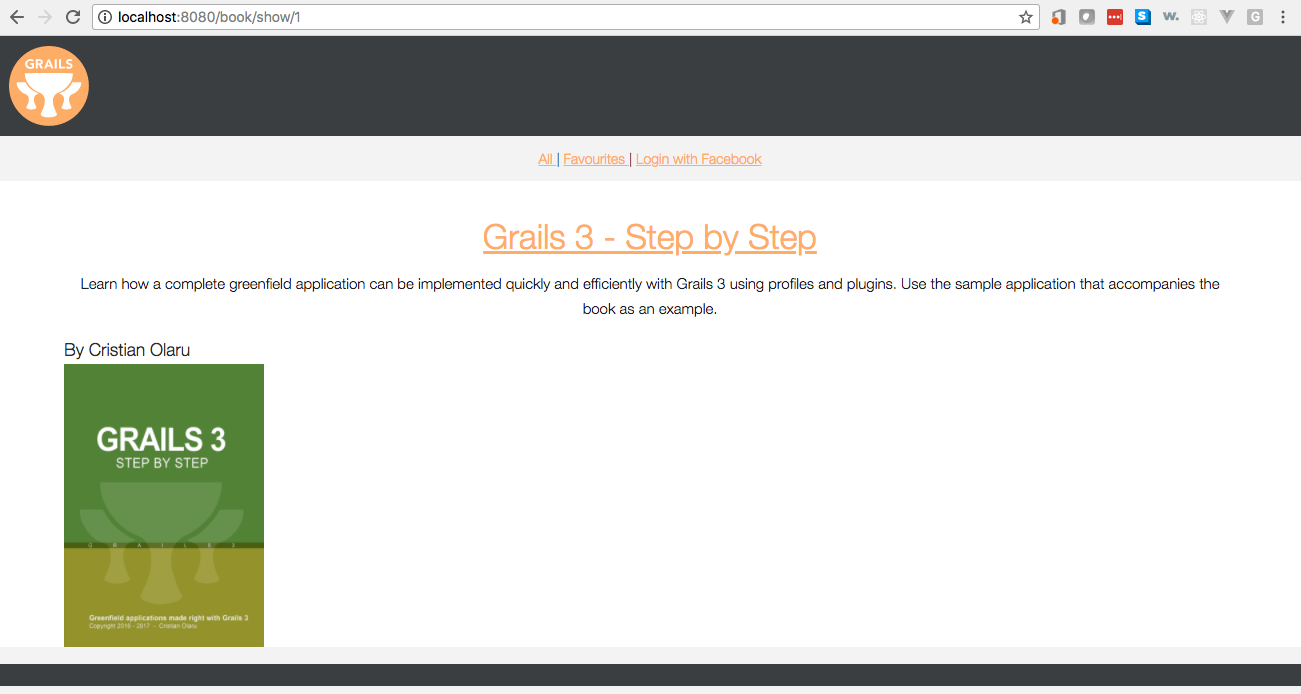 localhost:8080/book/show/1
GRAILS
All | Favourites | Login with Facebook
Grails 3 - Step by Step
Learn how a complete greenfield application can be implemented quickly and efficiently with Grails 3 using profiles and plugins. Use the sample application that accompanies the
book as an example.
By Cristian Olaru
GRAILS 3
STEP BY STEP
G R A I L S 3
Greenfield applications made right with Grails 3
Copyright 2016 - 2017 - Cristian Olaru